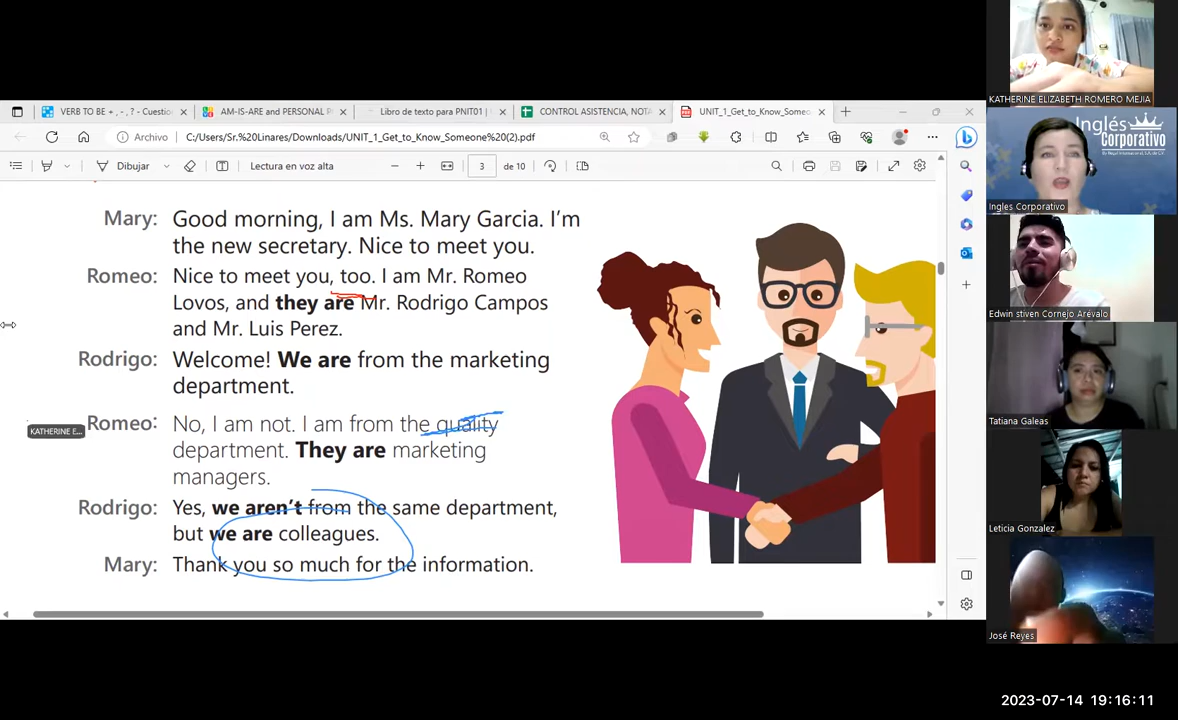 KATHERINE ELIZABETH ROMERO MEJIA
VERB TO BE + , - , ? - Cuestio
AM-IS-ARE and PERSONAL P
Libro de texto para PNIT01 |
CONTROL ASISTENCIA, NOTA
UNIT_1_Get_to_Know_Someone
Archivo
C:/Users/Sr.%20Linares/Downloads/UNIT_1_Get_to_Know_Someone%20(2).pdf
Dibujar
Lectura en voz alta
3
de 10
Inglés
Corporativo
Ingles Corporativo
Mary: Good morning, I am Ms. Mary Garcia. I'm
the new secretary. Nice to meet you.
Romeo: Nice to meet you, too. I am Mr. Romeo
Lovos, and they are Mr. Rodrigo Campos
and Mr. Luis Perez.
Rodrigo: Welcome! We are from the marketing
department.
KATHERINE E...
Romeo: No, I am not. I am from the quality
department. They are marketing
managers.
Rodrigo: Yes, we aren't from the same department,
but we are colleagues.
Mary: Thank you so much for the information.
Edwin stiven Cornejo Arévalo
Tatiana Galeas
Leticia Gonzalez
José Reyes
2023-07-14 19:16:11